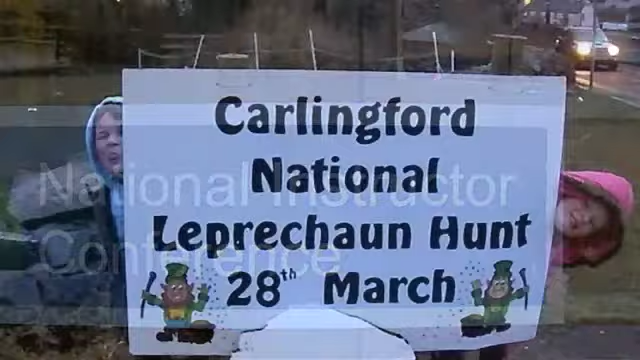 Carlingford
National
National Instructor
Leprechaun Hunt
Conference
28th March